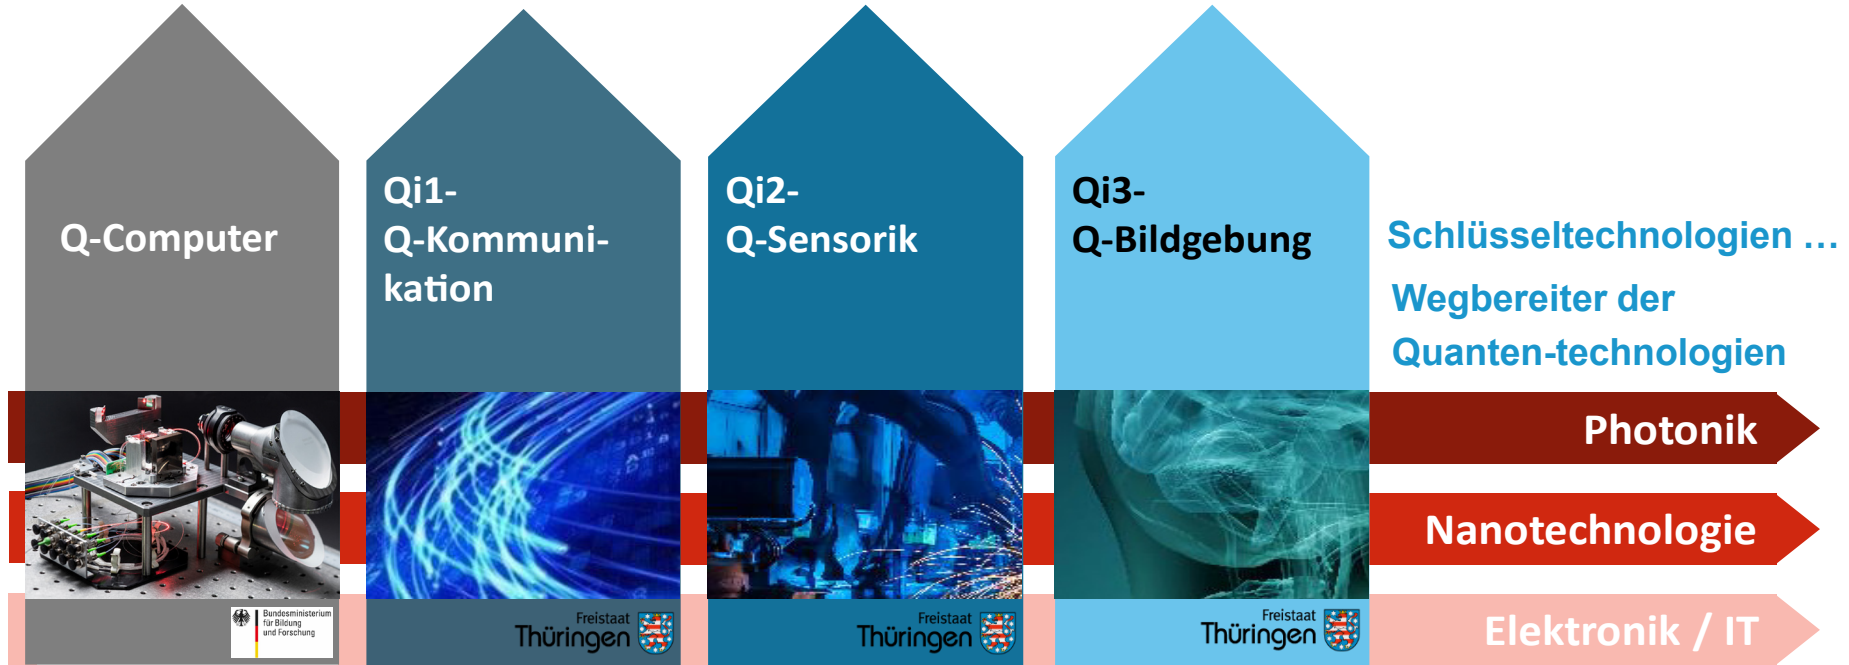 Q-Computer
Qi1-
Q-Kommuni-
kation
Qi2-
Q-Sensorik
Qi3-
Q-Bildgebung
Schlüsseltechnologien ...
Wegbereiter der
Quanten-technologien
Photonik
Nanotechnologie
Elektronik / IT
Bundesministerium
für Bildung
und Forschung
Freistaat
Thüringen
Freistaat
Thüringen
Freistaat
Thüringen